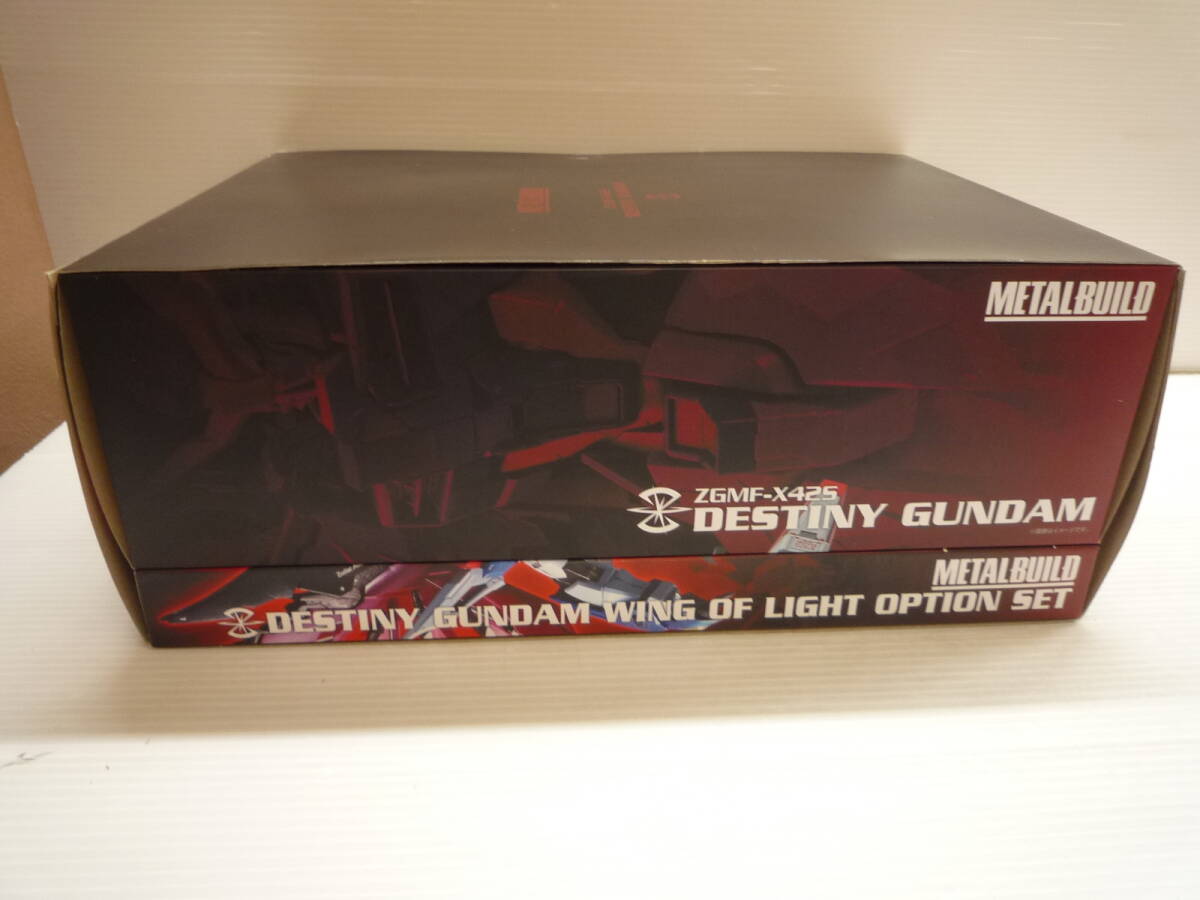 METALBUILD
ZGMF-X42S
DESTINY GUNDAM
METALBUILD
DESTINY GUNDAM WING OF LIGHT OPTION SET